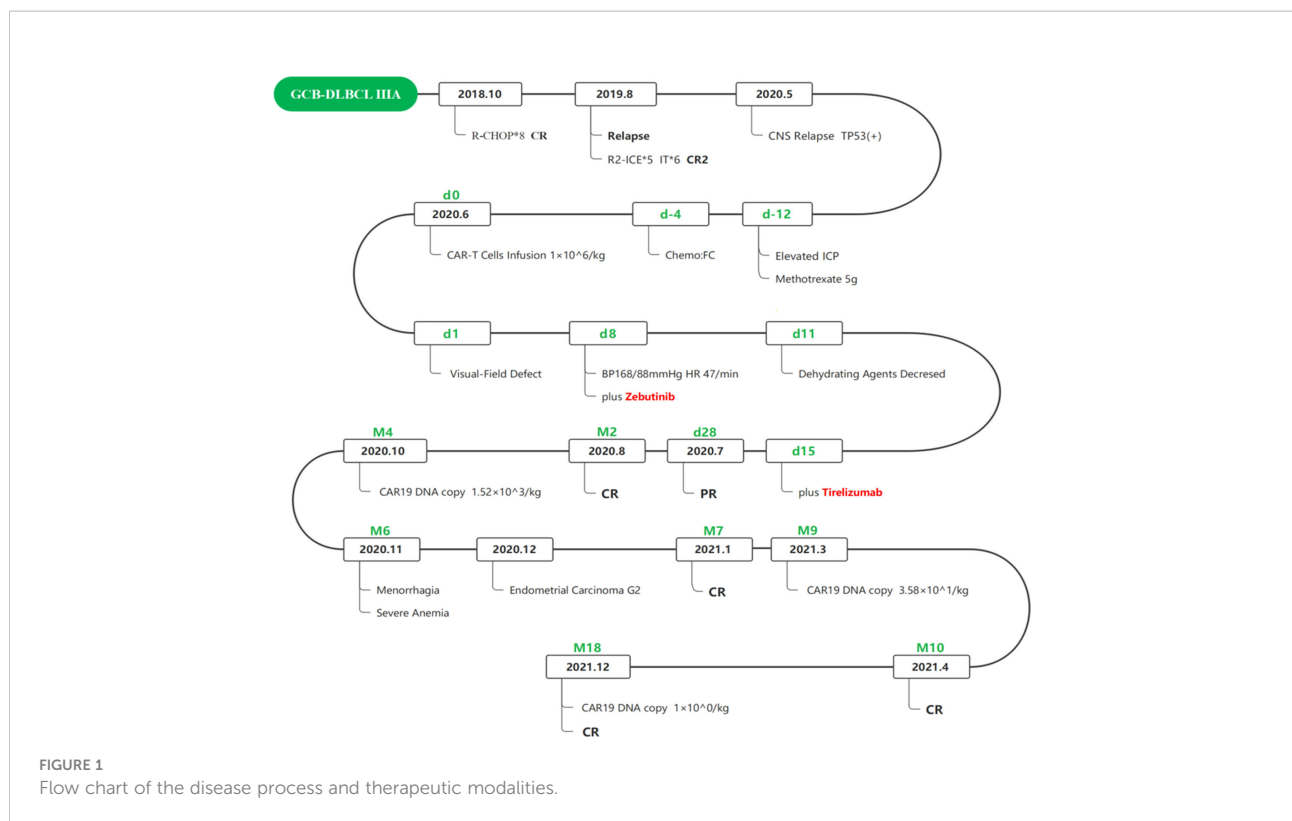 GCB-DLBCL IIIA
2018.10
R-CHOP*8 CR
2019.8
Relapse
R2-ICE*5 IT*6 CR2
2020.5
CNS Relapse TP53(+)
d-12
Elevated ICP
Methotrexate 5g
d-4
Chemo:FC
d0
2020.6
CAR-T Cells Infusion 1×10^6/kg
d1
Visual-Field Defect
d8
BP168/88mmHg HR 47/min
plus Zebutinib
d11
Dehydrating Agents Decresed
d15
plus Tirelizumab
d28
2020.7
PR
M2
2020.8
CR
M4
2020.10
CAR19 DNA copy 1.52×10^3/kg
M6
2020.11
Menorrhagia
Severe Anemia
2020.12
Endometrial Carcinoma G2
M7
2021.1
CR
M9
2021.3
CAR19 DNA copy 3.58×10^1/kg
M10
2021.4
CR
M18
2021.12
CAR19 DNA copy 1×10^0/kg
CR
FIGURE 1
Flow chart of the disease process and therapeutic modalities.